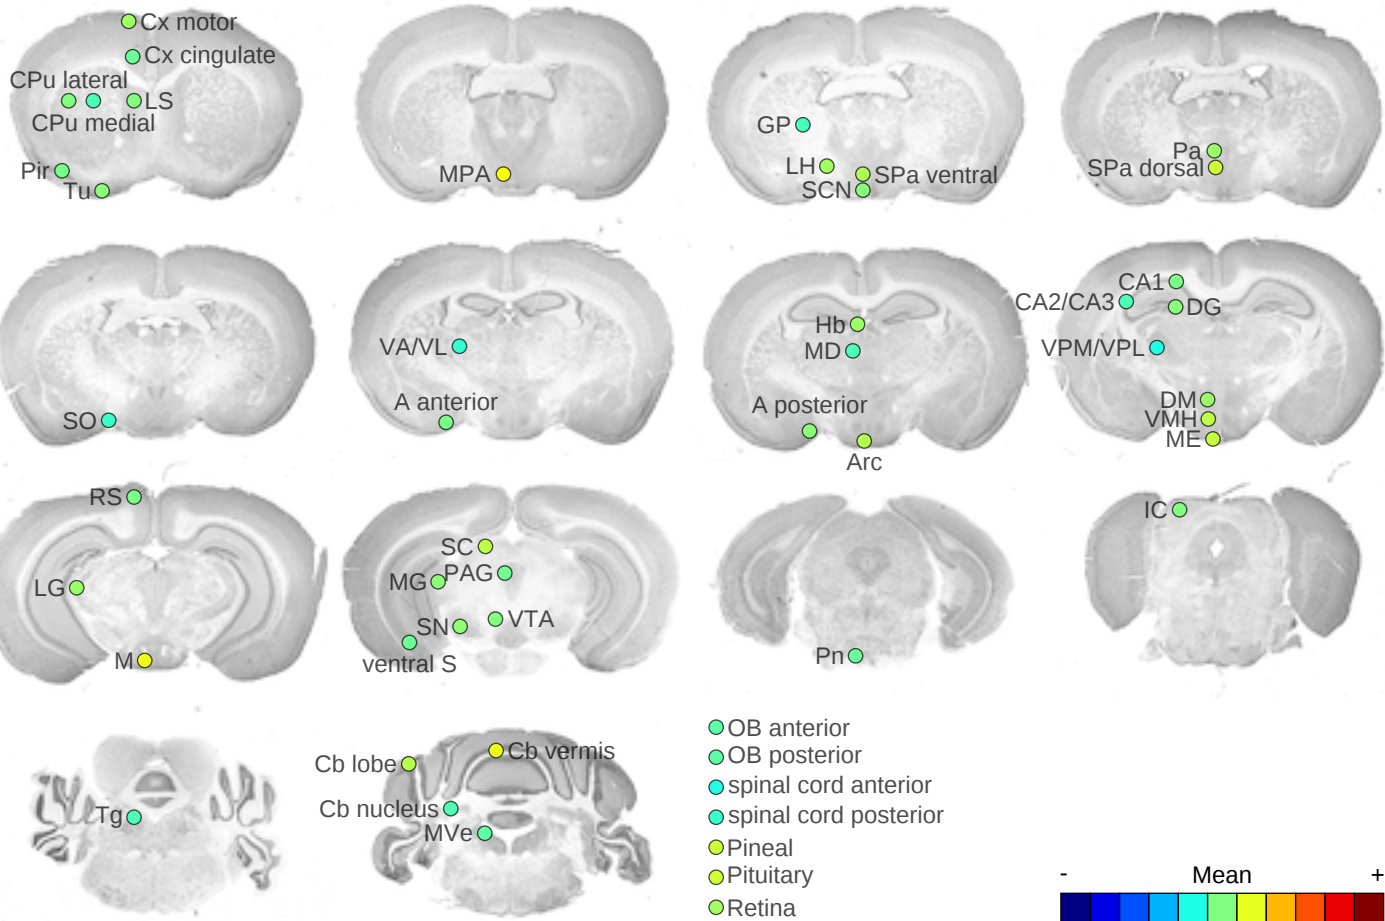 Cx motor
Cx cingulate
CPu lateral
LS
CPu medial
Pir
Tu
MPA
GP
LH
SPa ventral
SCN
Pa
SPa dorsal
SO
VA/VL
A anterior
Hb
MD
A posterior
Arc
CA1
CA2/CA3
DG
VPM/VPL
DM
VMH
ME
RS
LG
M
SC
MG
PAG
SN
VTA
ventral S
Pn
IC
Tg
Cb lobe
Cb vermis
Cb nucleus
MVe
OB anterior
OB posterior
spinal cord anterior
spinal cord posterior
Pineal
Pituitary
Retina
- Mean +